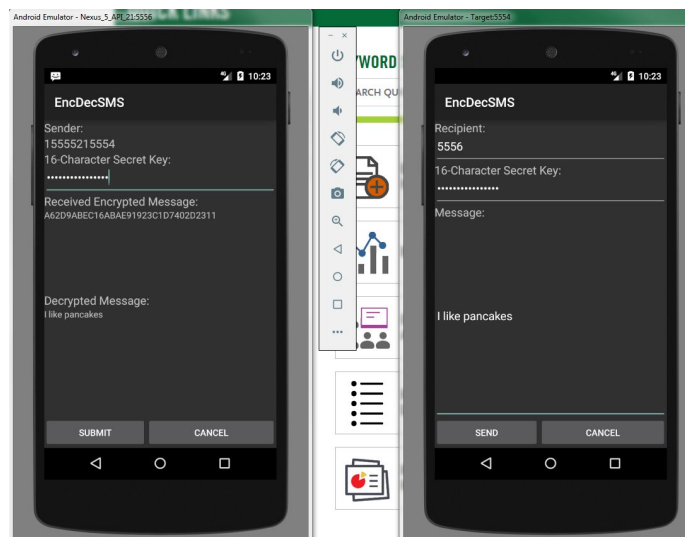 Android Emulator - Nexus_5_API_21:5556
10:23
EncDecSMS
Sender:
15555215554
16-Character Secret Key:
••••••••••••••••
Received Encrypted Message:
A62D9ABEC16ABAE91923C1D7402D2311
Decrypted Message:
I like pancakes
SUBMIT
CANCEL
LINKS
YWORD
ARCH QU
Android Emulator - Target:5554
10:23
EncDecSMS
Recipient:
5556
16-Character Secret Key:
••••••••••••••••
Message:
I like pancakes
SEND
CANCEL